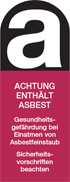 a
ACHTUNG
ENTHÄLT
ASBEST
Gesundheits-
gefährdung bei
Einatmen von
Asbestfeinstaub
Sicherheits-
vorschriften
beachten